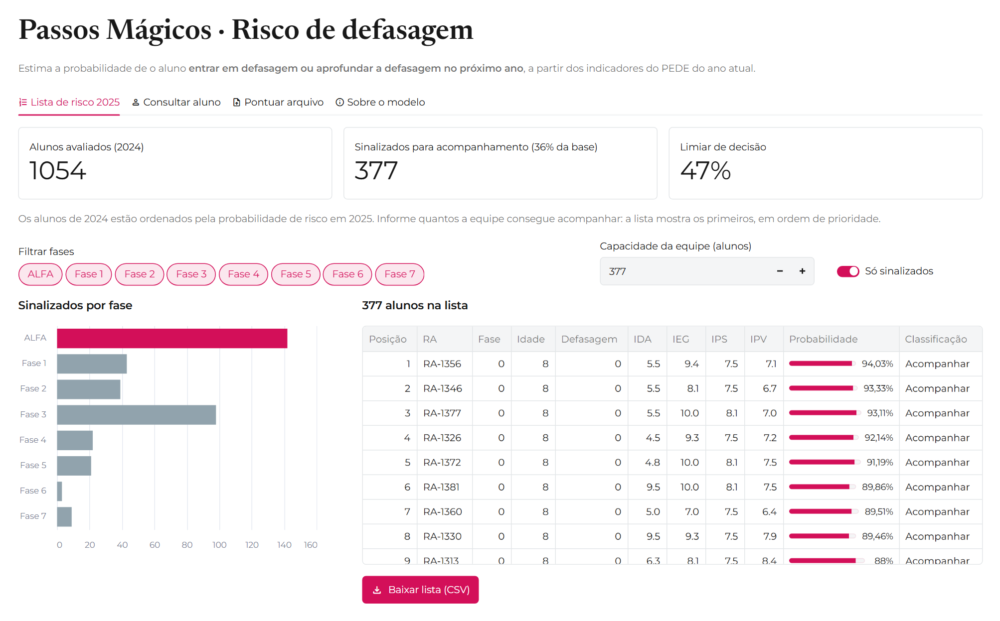 Passos Mágicos · Risco de defasagem
Estima a probabilidade de o aluno entrar em defasagem ou aprofundar a defasagem no próximo ano, a partir dos indicadores do PEDE do ano atual.
Lista de risco 2025 Consultar aluno Pontuar arquivo Sobre o modelo
Alunos avaliados (2024)
1054
Sinalizados para acompanhamento (36% da base)
377
Limiar de decisão
47%
Os alunos de 2024 estão ordenados pela probabilidade de risco em 2025. Informe quantos a equipe consegue acompanhar: a lista mostra os primeiros, em ordem de prioridade.
Filtrar fases
ALFA Fase 1 Fase 2 Fase 3 Fase 4 Fase 5 Fase 6 Fase 7
Capacidade da equipe (alunos)
377 − +
Só sinalizados
Sinalizados por fase
ALFA
Fase 1
Fase 2
Fase 3
Fase 4
Fase 5
Fase 6
Fase 7
0 20 40 60 80 100 120 140 160
377 alunos na lista
Posição RA Fase Idade Defasagem IDA IEG IPS IPV Probabilidade Classificação
1 RA-1356 0 8 0 5.5 9.4 7.5 7.1 94,03% Acompanhar
2 RA-1346 0 8 0 5.5 8.1 7.5 6.7 93,33% Acompanhar
3 RA-1377 0 8 0 5.5 10.0 8.1 7.0 93,11% Acompanhar
4 RA-1326 0 8 0 4.5 9.3 7.5 7.2 92,14% Acompanhar
5 RA-1372 0 8 0 4.8 10.0 8.1 7.5 91,19% Acompanhar
6 RA-1381 0 8 0 9.5 10.0 8.1 7.5 89,86% Acompanhar
7 RA-1360 0 8 0 5.0 7.0 7.5 6.4 89,51% Acompanhar
8 RA-1330 0 8 0 9.5 9.3 7.5 7.9 89,46% Acompanhar
9 RA-1313 0 8 0 6.3 8.1 7.5 8.4 88% Acompanhar
Baixar lista (CSV)